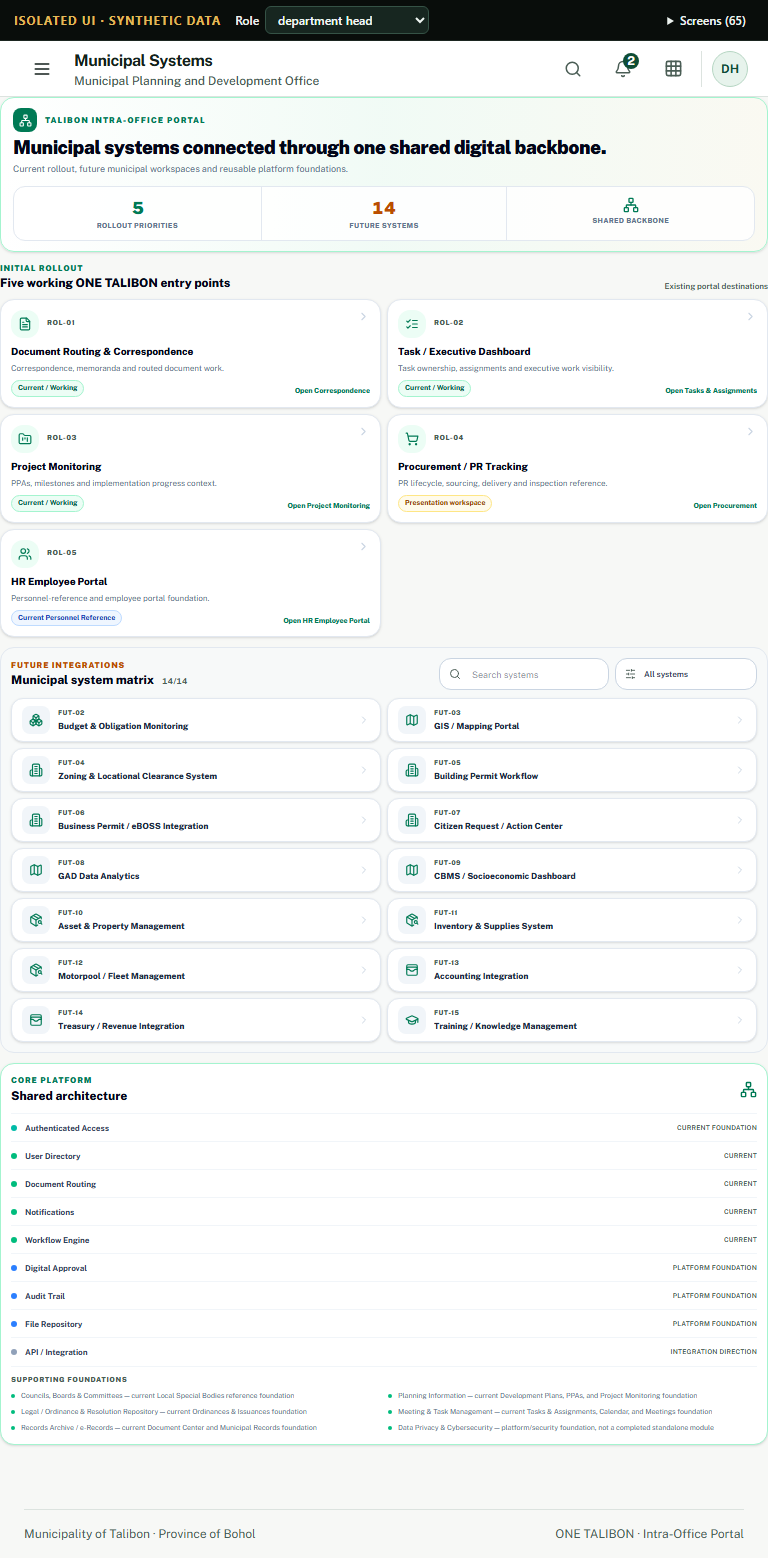 ISOLATED UI · SYNTHETIC DATA Role department head Screens (65)
Municipal Systems
Municipal Planning and Development Office
2
DH
TALIBON INTRA-OFFICE PORTAL
Municipal systems connected through one shared digital backbone.
Current rollout, future municipal workspaces and reusable platform foundations.
5 14
ROLLOUT PRIORITIES FUTURE SYSTEMS SHARED BACKBONE
INITIAL ROLLOUT
Five working ONE TALIBON entry points Existing portal destinations
ROL-01
Document Routing & Correspondence
Correspondence, memoranda and routed document work.
Current / Working Open Correspondence
ROL-02
Task / Executive Dashboard
Task ownership, assignments and executive work visibility.
Current / Working Open Tasks & Assignments
ROL-03
Project Monitoring
PPAs, milestones and implementation progress context.
Current / Working Open Project Monitoring
ROL-04
Procurement / PR Tracking
PR lifecycle, sourcing, delivery and inspection reference.
Presentation workspace Open Procurement
ROL-05
HR Employee Portal
Personnel-reference and employee portal foundation.
Current Personnel Reference Open HR Employee Portal
FUTURE INTEGRATIONS
Municipal system matrix 14/14 Search systems All systems
FUT-02
Budget & Obligation Monitoring
FUT-03
GIS / Mapping Portal
FUT-04
Zoning & Locational Clearance System
FUT-05
Building Permit Workflow
FUT-06
Business Permit / eBOSS Integration
FUT-07
Citizen Request / Action Center
FUT-08
GAD Data Analytics
FUT-09
CBMS / Socioeconomic Dashboard
FUT-10
Asset & Property Management
FUT-11
Inventory & Supplies System
FUT-12
Motorpool / Fleet Management
FUT-13
Accounting Integration
FUT-14
Treasury / Revenue Integration
FUT-15
Training / Knowledge Management
CORE PLATFORM
Shared architecture
Authenticated Access CURRENT FOUNDATION
User Directory CURRENT
Document Routing CURRENT
Notifications CURRENT
Workflow Engine CURRENT
Digital Approval PLATFORM FOUNDATION
Audit Trail PLATFORM FOUNDATION
File Repository PLATFORM FOUNDATION
API / Integration INTEGRATION DIRECTION
SUPPORTING FOUNDATIONS
Councils, Boards & Committees — current Local Special Bodies reference foundation
Planning Information — current Development Plans, PPAs, and Project Monitoring foundation
Legal / Ordinance & Resolution Repository — current Ordinances & Issuances foundation
Meeting & Task Management — current Tasks & Assignments, Calendar, and Meetings foundation
Records Archive / e-Records — current Document Center and Municipal Records foundation
Data Privacy & Cybersecurity — platform/security foundation, not a completed standalone module
Municipality of Talibon · Province of Bohol ONE TALIBON · Intra-Office Portal